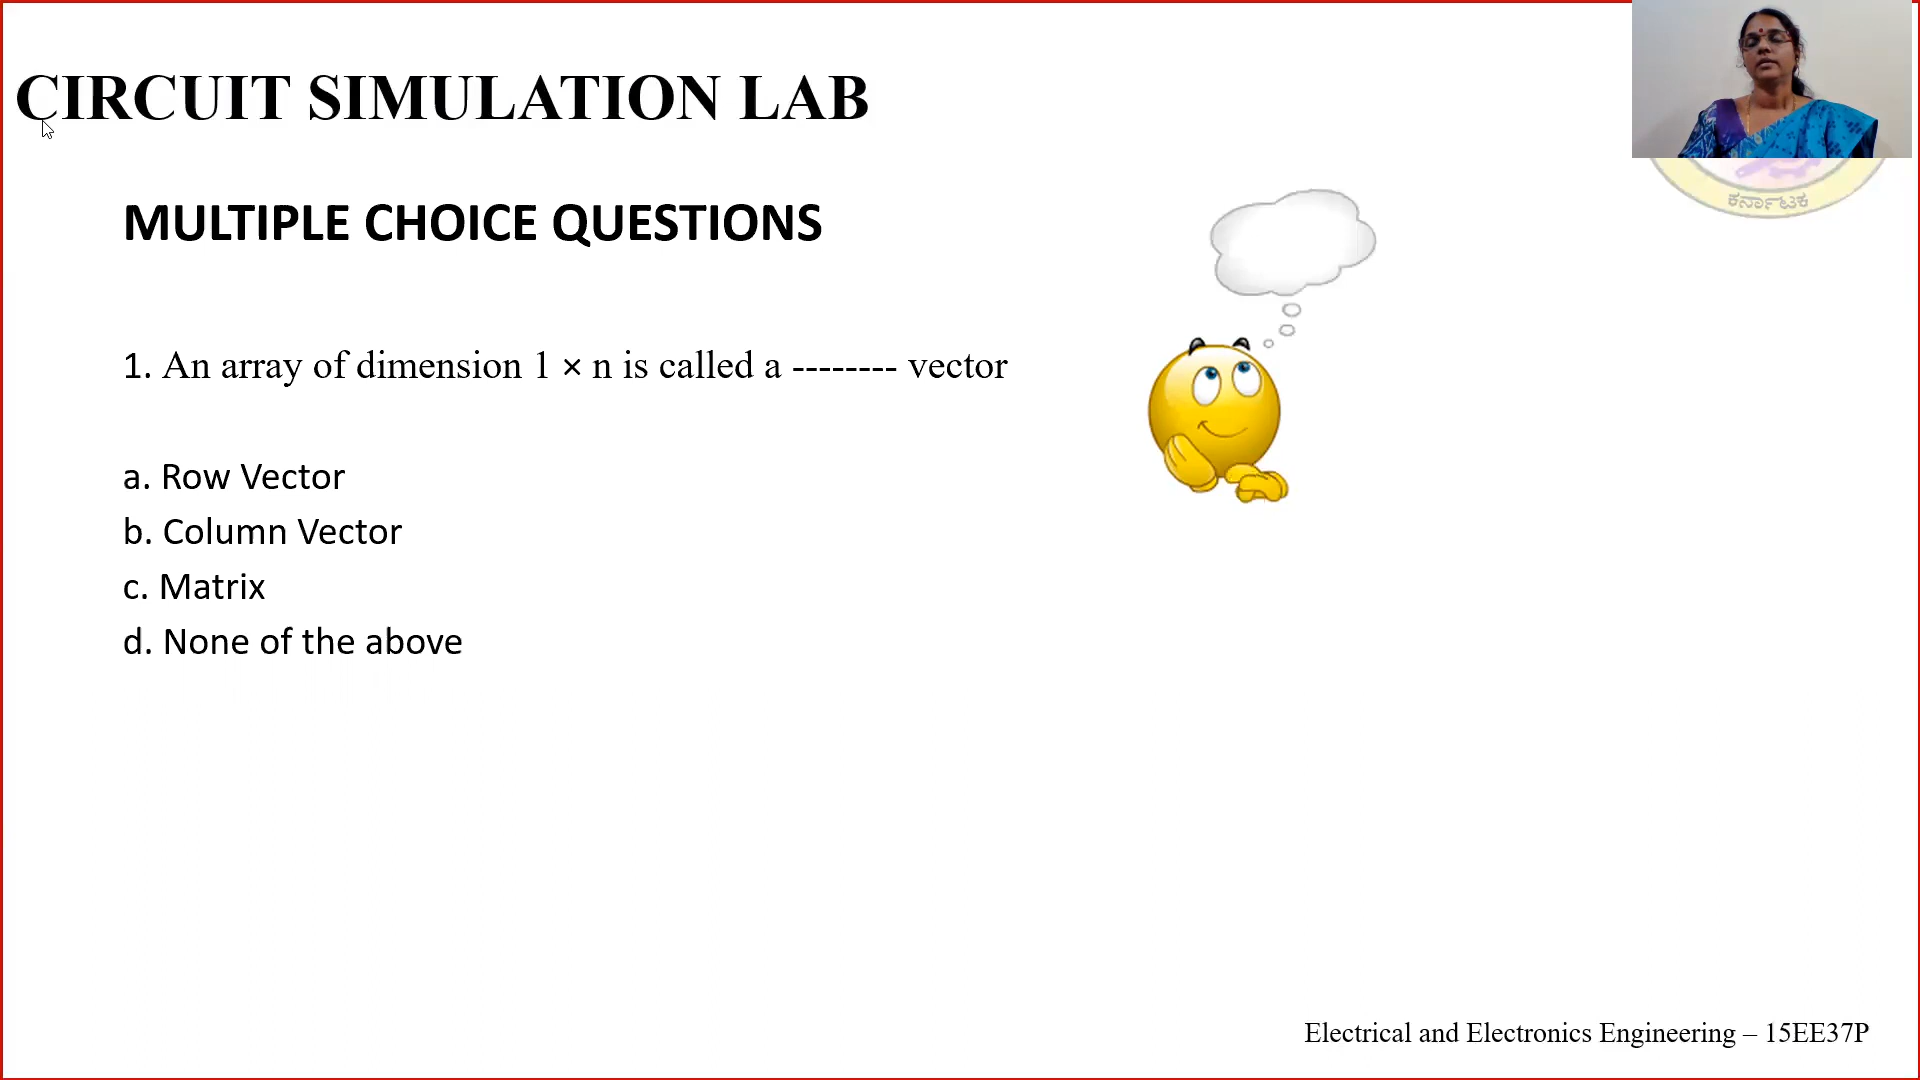 CIRCUIT SIMULATION LAB
ಕರ್ನಾಟಕ
MULTIPLE CHOICE QUESTIONS
1. An array of dimension 1 × n is called a -------- vector
a. Row Vector
b. Column Vector
c. Matrix
d. None of the above
Electrical and Electronics Engineering – 15EE37P